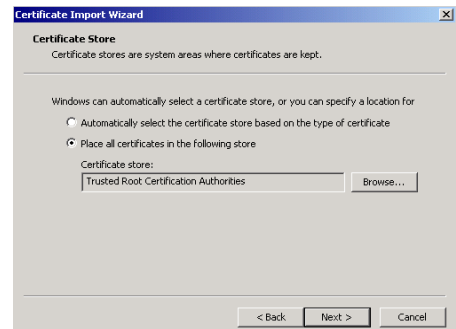 Certificate Import Wizard
Certificate Store
Certificate stores are system areas where certificates are kept.
Windows can automatically select a certificate store, or you can specify a location for
Automatically select the certificate store based on the type of certificate
Place all certificates in the following store
Certificate store:
Trusted Root Certification Authorities
Browse...
< Back
Next >
Cancel